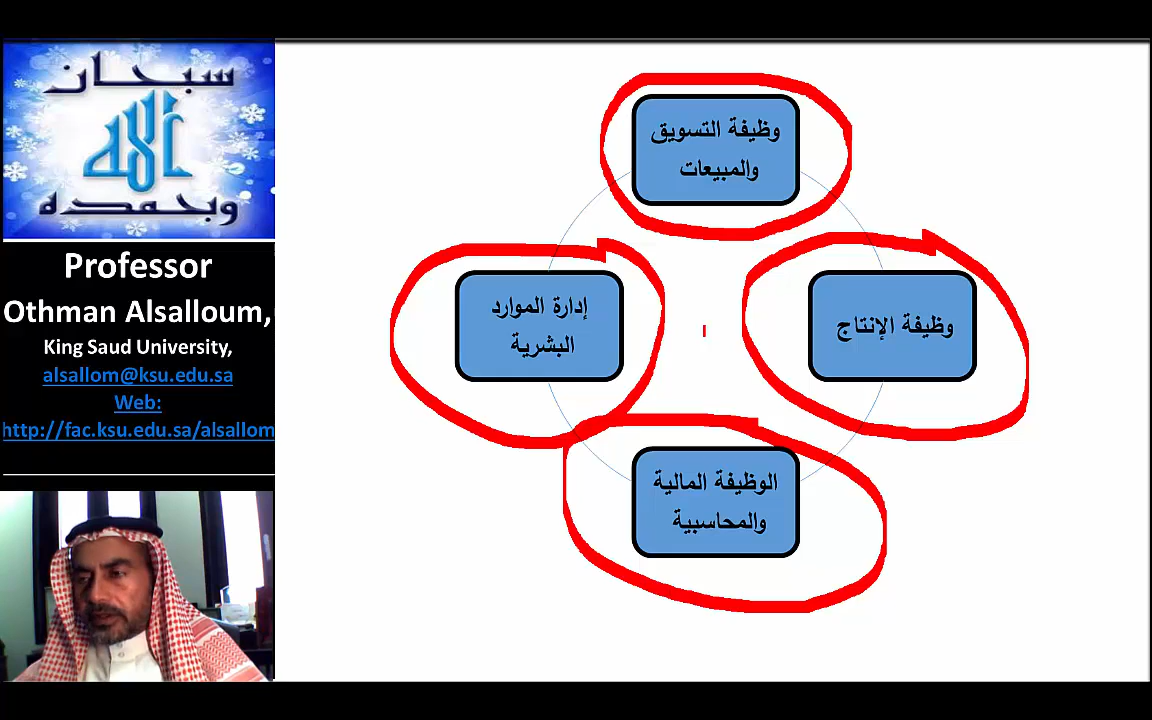 سبحان
الله
وبحمده
Professor
Othman Alsalloum,
King Saud University,
alsallom@ksu.edu.sa
Web:
http://fac.ksu.edu.sa/alsallom
وظيفة التسويق
والمبيعات
وظيفة الإنتاج
إدارة الموارد
البشرية
الوظيفة المالية
والمحاسبية